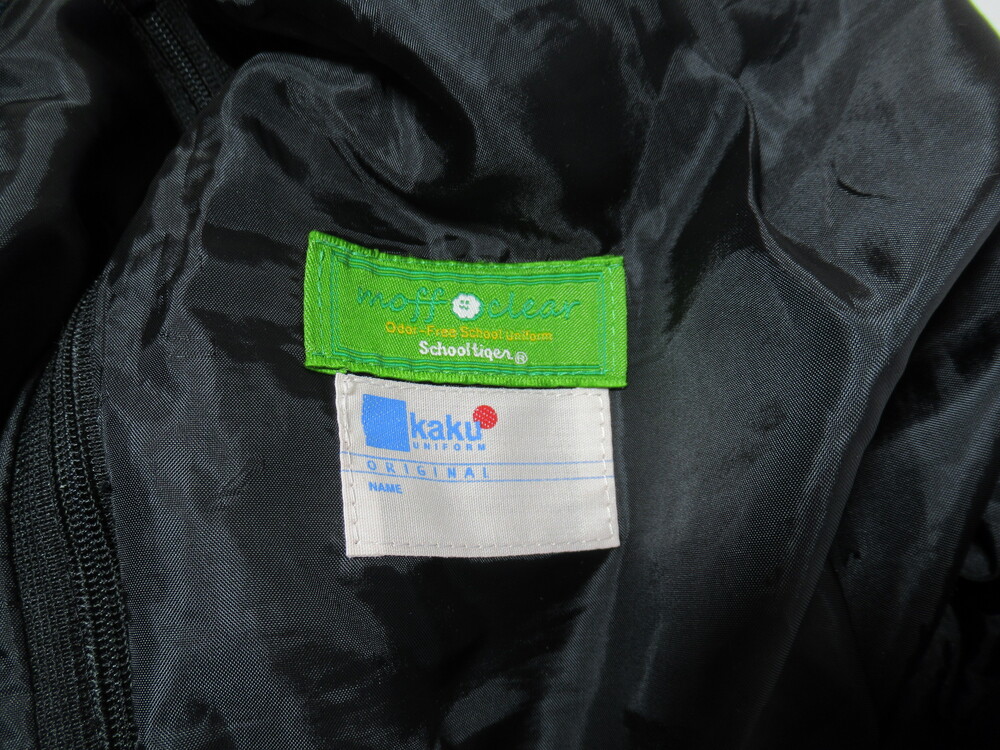 moff clear
Odor-Free School uniform
Schooltiger®
kaku
UNIFORM
ORIGINAL
NAME